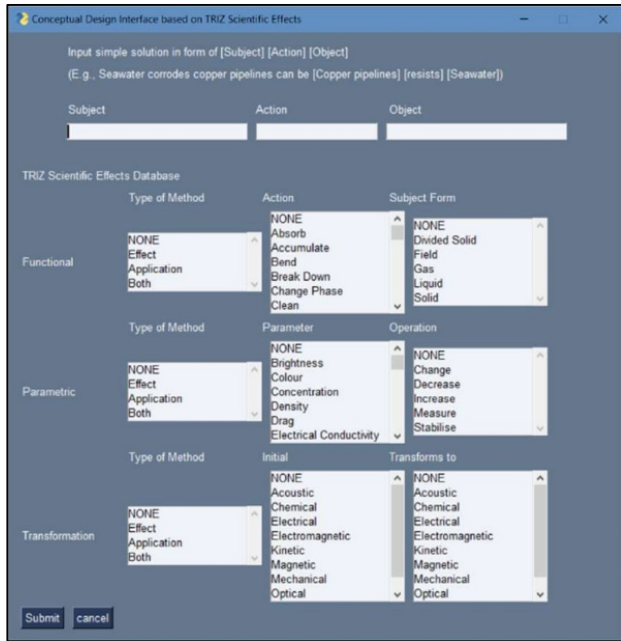 Conceptual Design Interface based on TRIZ Scientific Effects
Input simple solution in form of [Subject] [Action] [Object]
(E.g., Seawater corrodes copper pipelines can be [Copper pipelines] [resists] [Seawater])
Subject Action Object
TRIZ Scientific Effects Database
Type of Method Action Subject Form
Functional
NONE
Effect
Application
Both
NONE
Absorb
Accumulate
Bend
Break Down
Change Phase
Clean
NONE
Divided Solid
Field
Gas
Liquid
Solid
Type of Method Parameter Operation
Parametric
NONE
Effect
Application
Both
NONE
Brightness
Colour
Concentration
Density
Drag
Electrical Conductivity
NONE
Change
Decrease
Increase
Measure
Stabilise
Type of Method Initial Transforms to
Transformation
NONE
Effect
Application
Both
NONE
Acoustic
Chemical
Electrical
Electromagnetic
Kinetic
Magnetic
Mechanical
Optical
NONE
Acoustic
Chemical
Electrical
Electromagnetic
Kinetic
Magnetic
Mechanical
Optical
Submit cancel